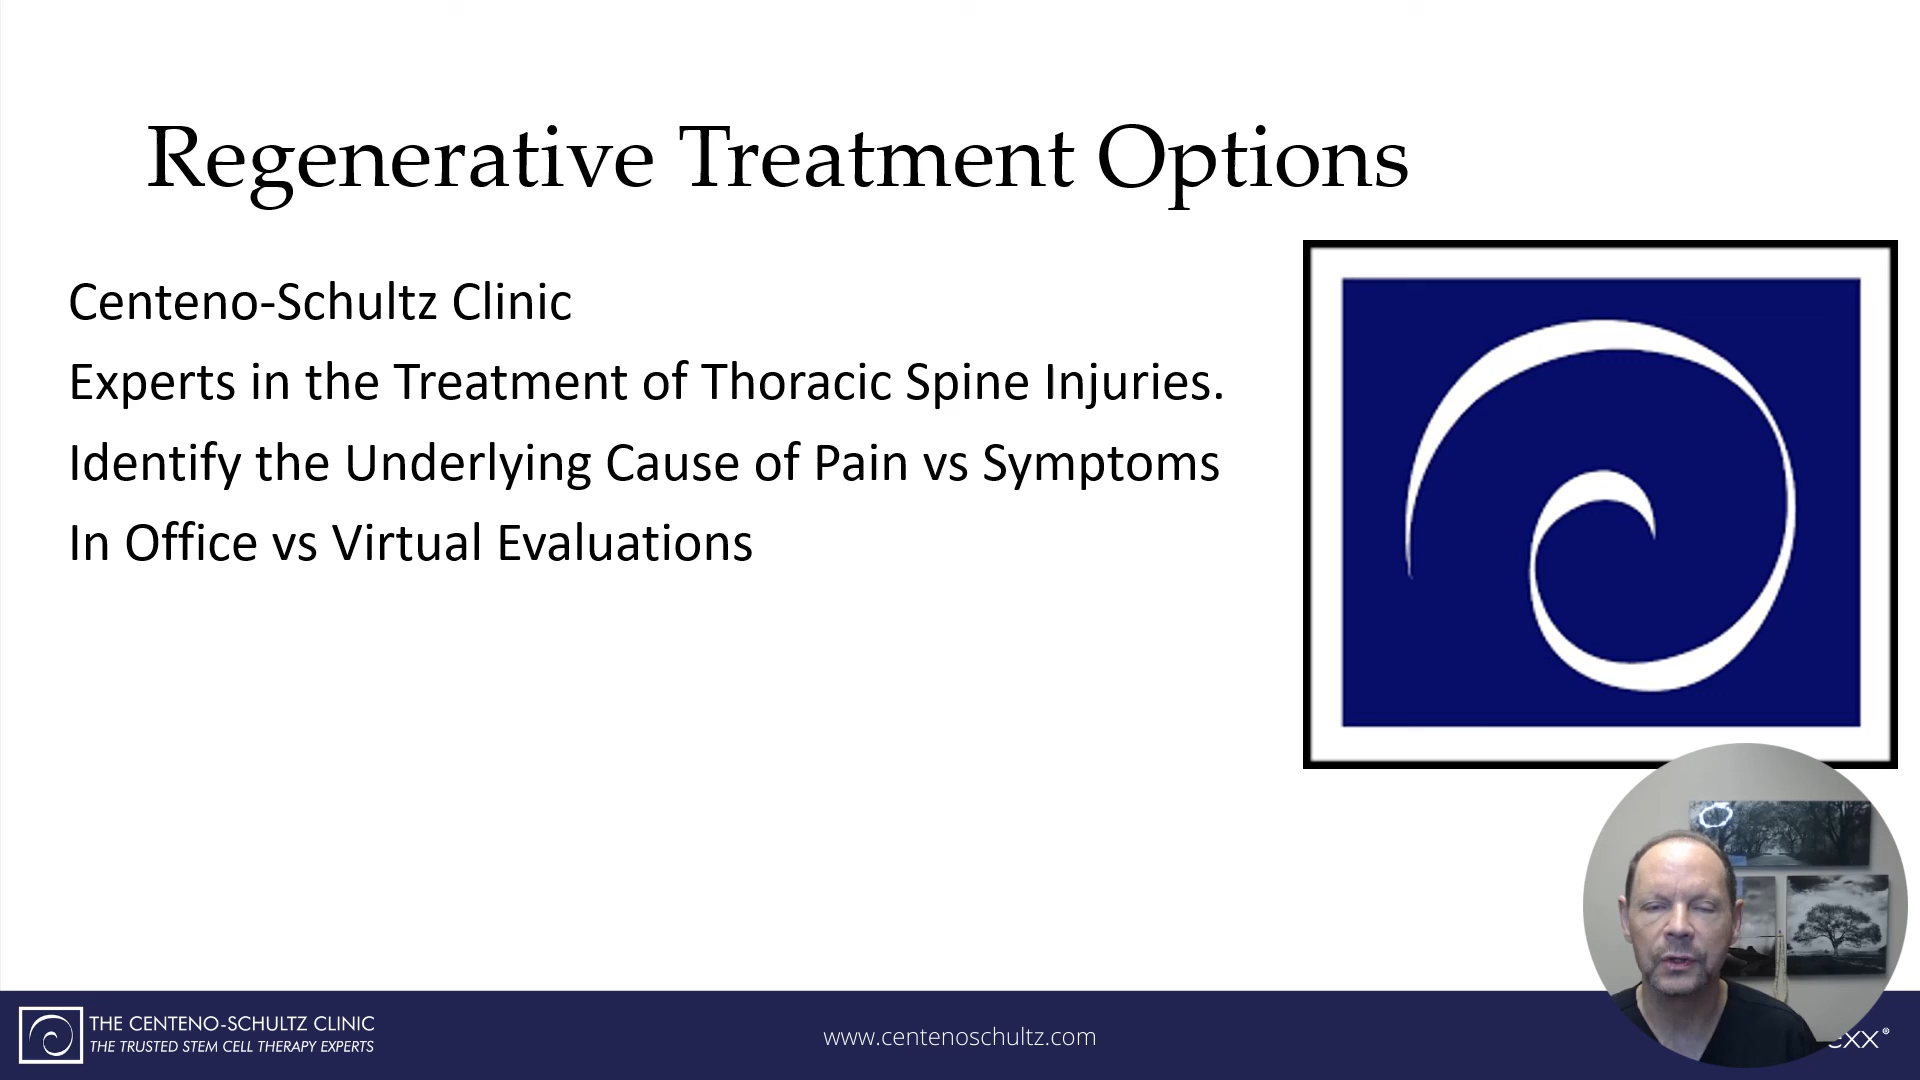 Regenerative Treatment Options
Centeno-Schultz Clinic
Experts in the Treatment of Thoracic Spine Injuries.
Identify the Underlying Cause of Pain vs Symptoms
In Office vs Virtual Evaluations
THE CENTENO-SCHULTZ CLINIC
THE TRUSTED STEM CELL THERAPY EXPERTS
www.centenoschultz.com